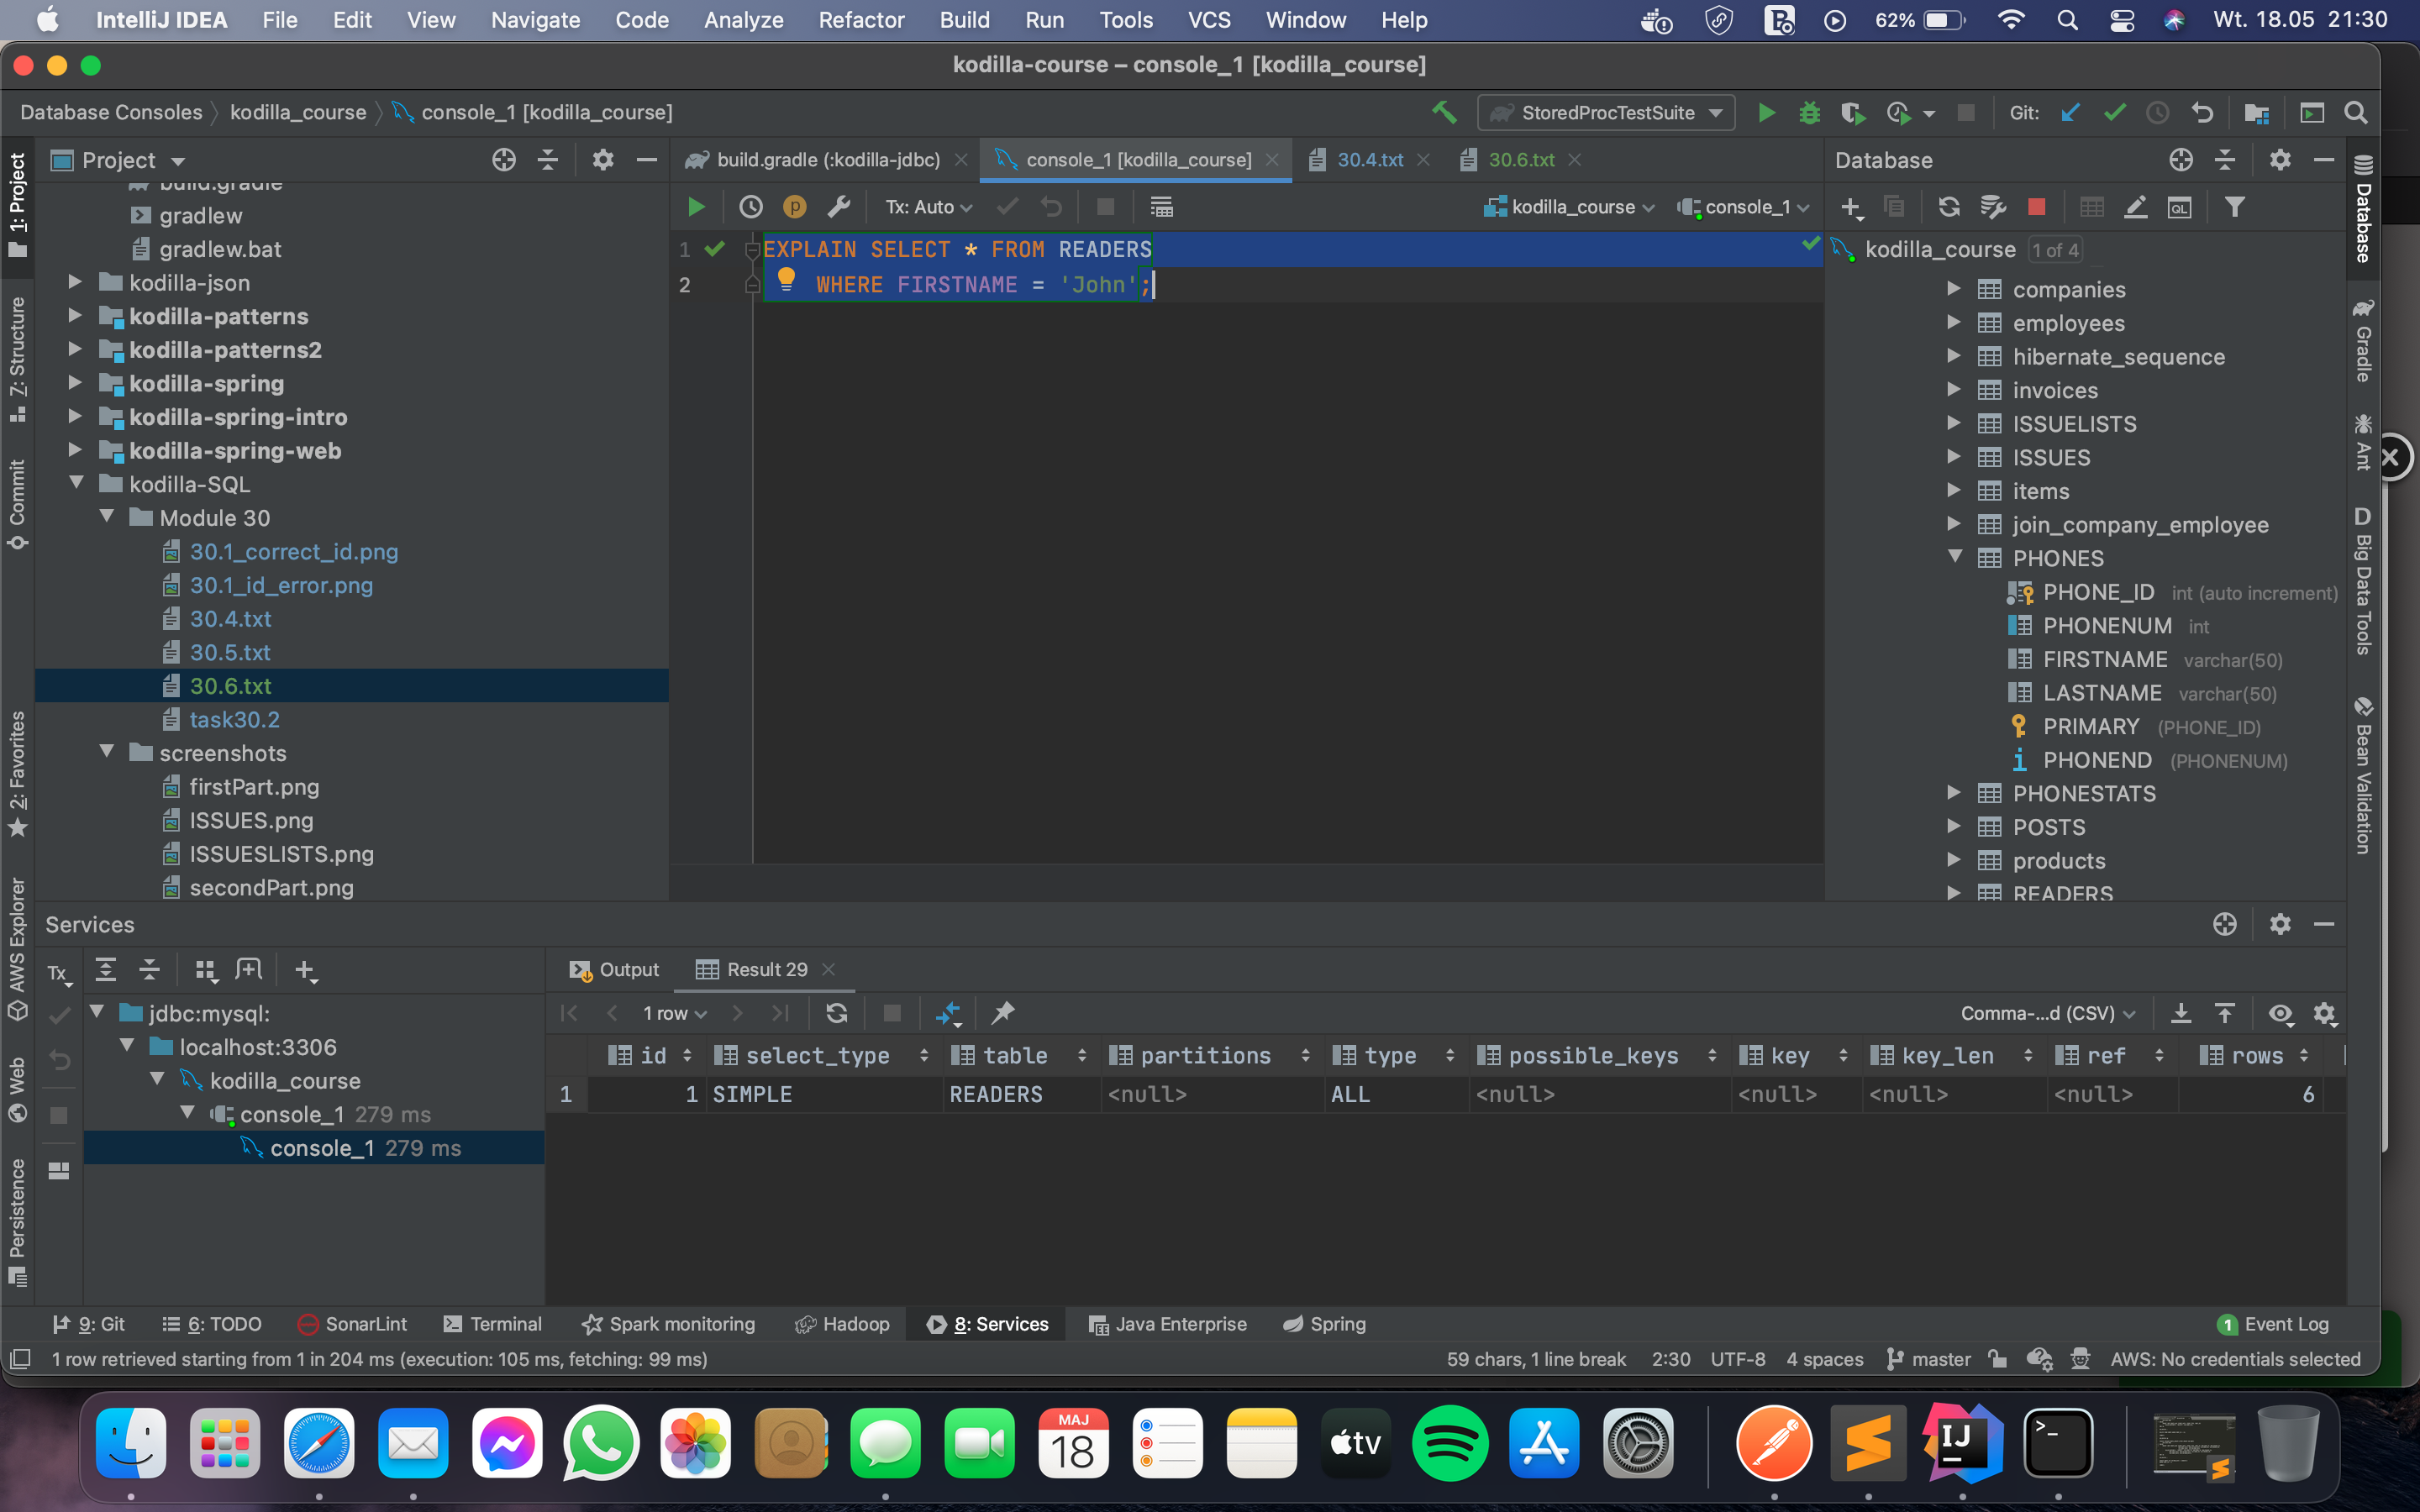 IntelliJ IDEA File Edit View Navigate Code Analyze Refactor Build Run Tools VCS Window Help 62% Wt. 18.05 21:30
kodilla-course – console_1 [kodilla_course]
Database Consoles kodilla_course console_1 [kodilla_course] StoredProcTestSuite Git:
1: Project
Z: Structure
Commit
2: Favorites
AWS Explorer
Web
Persistence
Project
build.gradle
gradlew
gradlew.bat
kodilla-json
kodilla-patterns
kodilla-patterns2
kodilla-spring
kodilla-spring-intro
kodilla-spring-web
kodilla-SQL
Module 30
30.1_correct_id.png
30.1_id_error.png
30.4.txt
30.5.txt
30.6.txt
task30.2
screenshots
firstPart.png
ISSUES.png
ISSUESLISTS.png
secondPart.png
build.gradle (:kodilla-jdbc) console_1 [kodilla_course] 30.4.txt 30.6.txt
p Tx: Auto kodilla_course console_1
1 EXPLAIN SELECT * FROM READERS
2 WHERE FIRSTNAME = 'John';
Database
QL
kodilla_course 1 of 4
companies
employees
hibernate_sequence
invoices
ISSUELISTS
ISSUES
items
join_company_employee
PHONES
PHONE_ID int (auto increment)
PHONENUM int
FIRSTNAME varchar(50)
LASTNAME varchar(50)
PRIMARY (PHONE_ID)
PHONEND (PHONENUM)
PHONESTATS
POSTS
products
READERS
Database
Gradle
Ant
D Big Data Tools
Bean Validation
Services
Tx
jdbc:mysql:
localhost:3306
kodilla_course
console_1 279 ms
console_1 279 ms
Output Result 29
1 row Comma-...d (CSV)
id select_type table partitions type possible_keys key key_len ref rows
1 1 SIMPLE READERS <null> ALL <null> <null> <null> <null> 6
9: Git 6: TODO SonarLint Terminal Spark monitoring Hadoop 8: Services Java Enterprise Spring 1 Event Log
1 row retrieved starting from 1 in 204 ms (execution: 105 ms, fetching: 99 ms) 59 chars, 1 line break 2:30 UTF-8 4 spaces master AWS: No credentials selected
MAJ
18
tv
IJ
>_